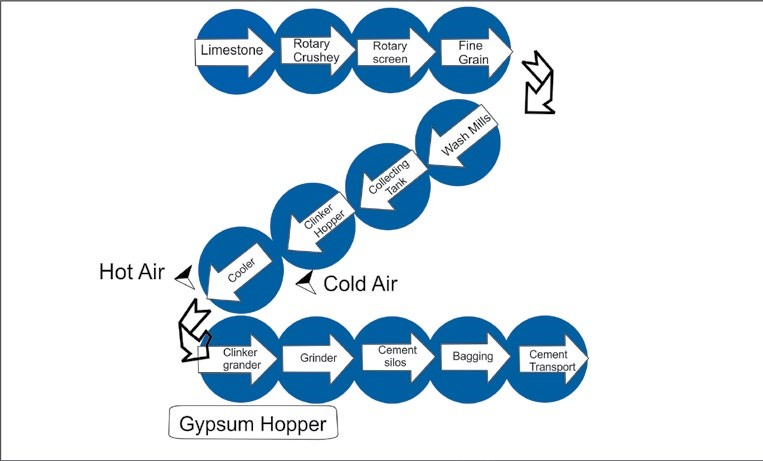 Limestone
Rotary
Crushey
Rotary
screen
Fine
Grain
Wash Mills
Collecting
Tank
Clinker
Hopper
Cooler
Hot Air
Cold Air
Clinker
grander
Grinder
Cement
silos
Bagging
Cement
Transport
Gypsum Hopper